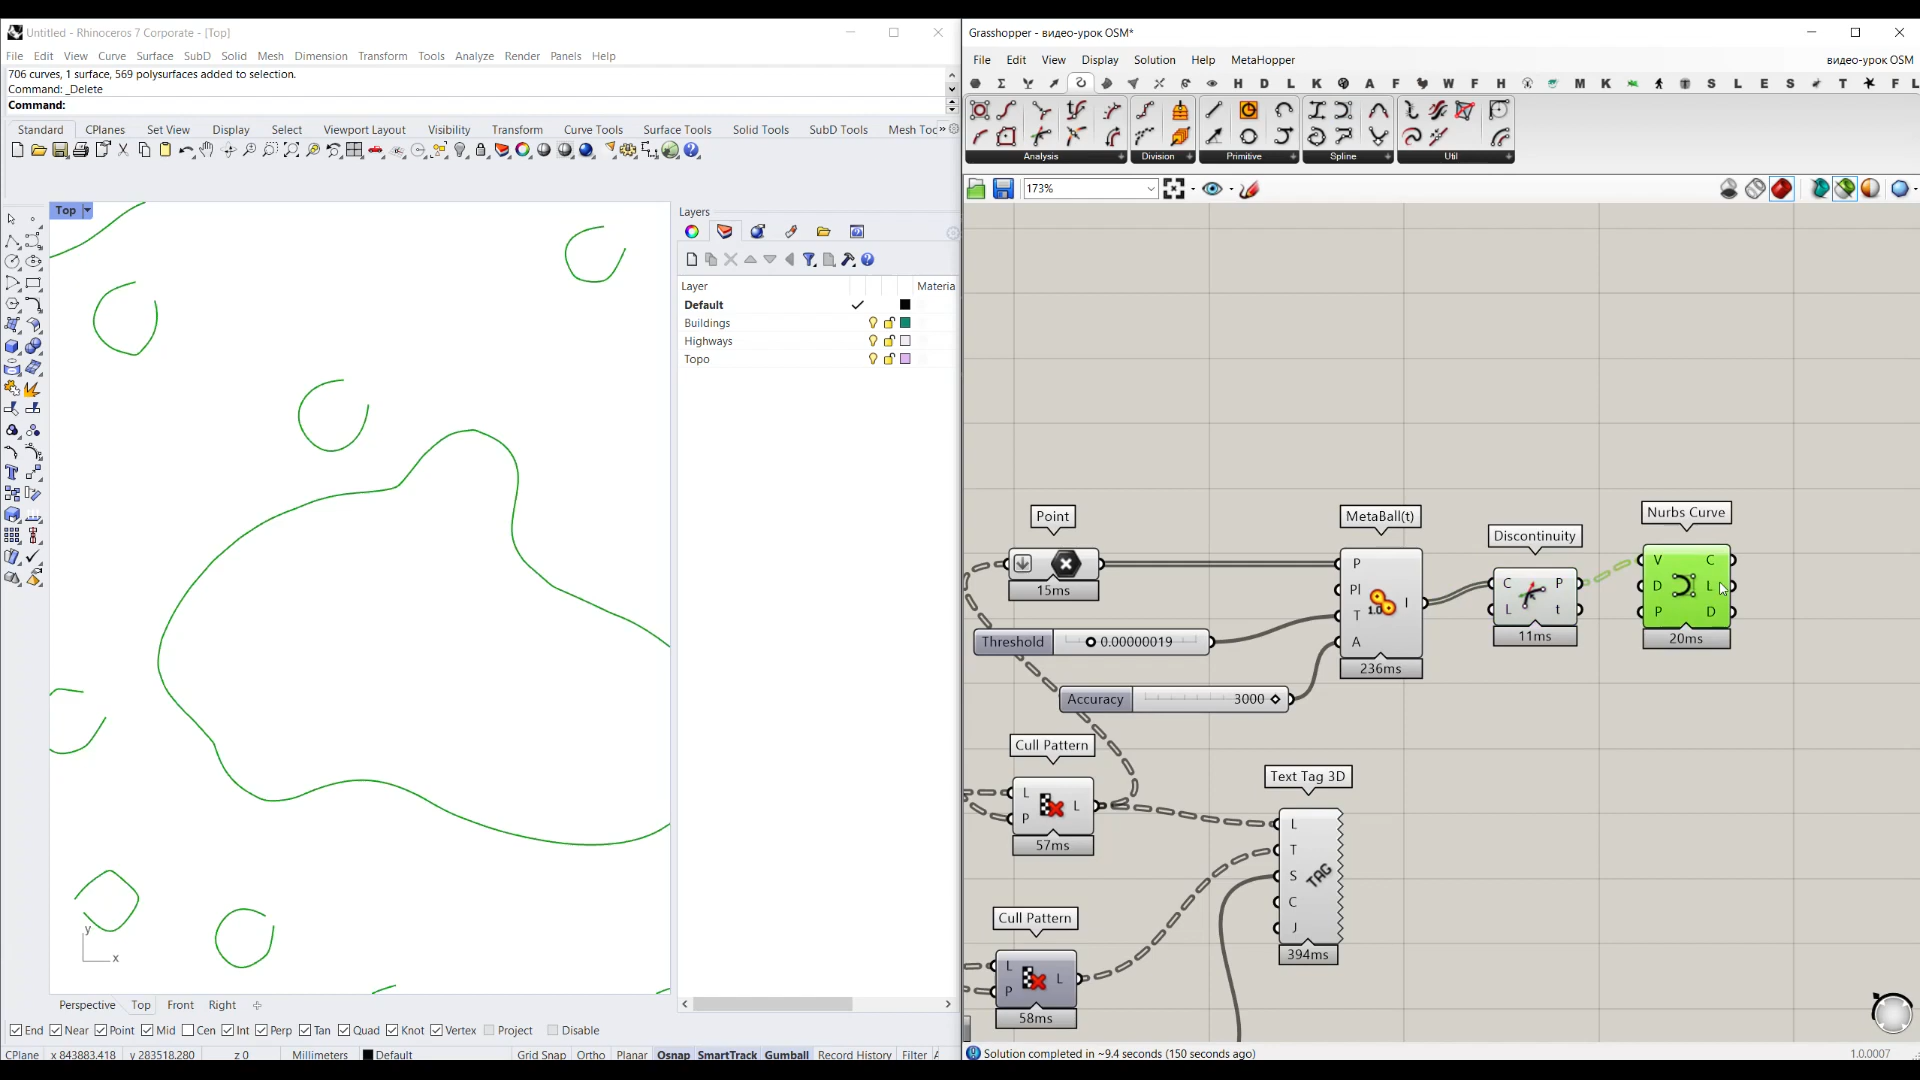 Untitled - Rhinoceros 7 Corporate - [Top]
File Edit View Curve Surface SubD Solid Mesh Dimension Transform Tools Analyze Render Panels Help
706 curves, 1 surface, 569 polysurfaces added to selection.
Command: _Delete
Command:
Standard CPlanes Set View Display Select Viewport Layout Visibility Transform Curve Tools Surface Tools Solid Tools SubD Tools Mesh Toc »
Top
y
x
Layers
Layer Materia
Default
Buildings
Highways
Topo
Perspective Top Front Right
End Near Point Mid Cen Int Perp Tan Quad Knot Vertex Project Disable
CPlane x 843883.418 y 283518.280 z 0 Millimeters Default Grid Snap Ortho Planar Osnap SmartTrack Gumball Record History Filter
Grasshopper - видео-урок OSM*
File Edit View Display Solution Help MetaHopper видео-урок OSM
H D L K A F W F H M K S L E S T F L
Analysis Division Primitive Spline Util
173%
Point
15ms
Threshold 0.00000019
Accuracy 3000
MetaBall(t)
P
Pl
T
A
I
1.0
236ms
Discontinuity
C P
L t
11ms
Nurbs Curve
V C
D L
P D
20ms
Cull Pattern
L
P
L
57ms
Text Tag 3D
L
T
S
C
J
TAG
394ms
Cull Pattern
L
P
L
58ms
Solution completed in ~9.4 seconds (150 seconds ago)
1.0.0007